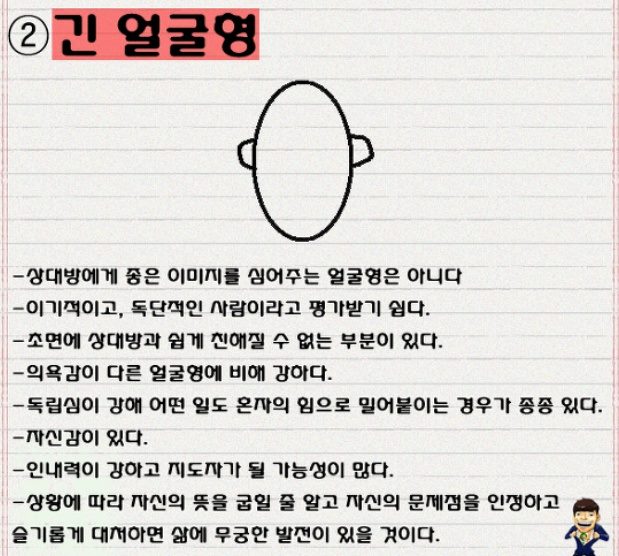 ② 긴 얼굴형
-상대방에게 좋은 이미지를 심어주는 얼굴형은 아니다
-이기적이고, 독단적인 사람이라고 평가받기 쉽다.
-초면에 상대방과 쉽게 친해질 수 없는 부분이 있다.
-의욕감이 다른 얼굴형에 비해 강하다.
-독립심이 강해 어떤 일도 혼자의 힘으로 밀어붙이는 경우가 종종 있다.
-자신감이 있다.
-인내력이 강하고 지도자가 될 가능성이 많다.
-상황에 따라 자신의 뜻을 굽힐 줄 알고 자신의 문제점을 인정하고
슬기롭게 대처하면 삶에 무궁한 발전이 있을 것이다.